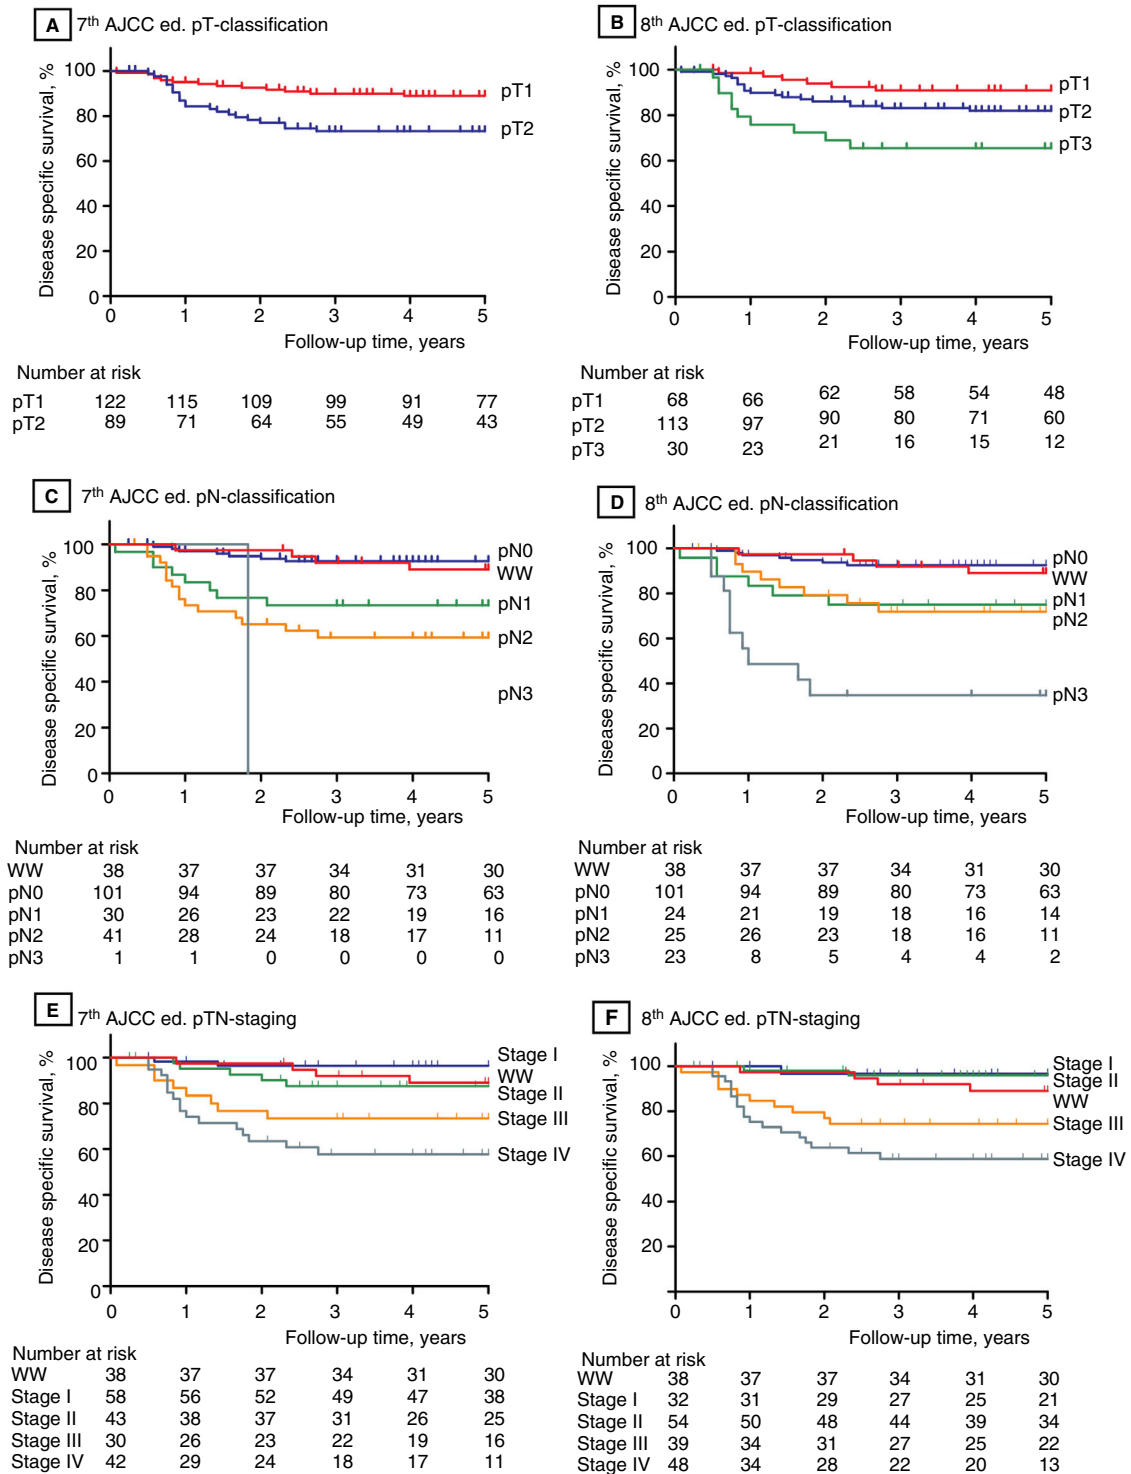 A 7th AJCC ed. pT-classification
Disease specific survival, %
100
80
60
40
20
0
pT1
pT2
0 1 2 3 4 5
Follow-up time, years
Number at risk
pT1 122 115 109 99 91 77
pT2 89 71 64 55 49 43
B 8th AJCC ed. pT-classification
Disease specific survival, %
100
80
60
40
20
0
pT1
pT2
pT3
0 1 2 3 4 5
Follow-up time, years
Number at risk
pT1 68 66 62 58 54 48
pT2 113 97 90 80 71 60
pT3 30 23 21 16 15 12
C 7th AJCC ed. pN-classification
Disease specific survival, %
100
80
60
40
20
0
pN0
WW
pN1
pN2
pN3
0 1 2 3 4 5
Follow-up time, years
Number at risk
WW 38 37 37 34 31 30
pN0 101 94 89 80 73 63
pN1 30 26 23 22 19 16
pN2 41 28 24 18 17 11
pN3 1 1 0 0 0 0
D 8th AJCC ed. pN-classification
Disease specific survival, %
100
80
60
40
20
0
pN0
WW
pN1
pN2
pN3
0 1 2 3 4 5
Follow-up time, years
Number at risk
WW 38 37 37 34 31 30
pN0 101 94 89 80 73 63
pN1 24 21 19 18 16 14
pN2 25 26 23 18 16 11
pN3 23 8 5 4 4 2
E 7th AJCC ed. pTN-staging
Disease specific survival, %
100
80
60
40
20
0
Stage I
WW
Stage II
Stage III
Stage IV
0 1 2 3 4 5
Follow-up time, years
Number at risk
WW 38 37 37 34 31 30
Stage I 58 56 52 49 47 38
Stage II 43 38 37 31 26 25
Stage III 30 26 23 22 19 16
Stage IV 42 29 24 18 17 11
F 8th AJCC ed. pTN-staging
Disease specific survival, %
100
80
60
40
20
Stage I
Stage II
WW
Stage III
Stage IV
0 1 2 3 4 5
Follow-up time, years
Number at risk
WW 38 37 37 34 31 30
Stage I 32 31 29 27 25 21
Stage II 54 50 48 44 39 34
Stage III 39 34 31 27 25 22
Stage IV 48 34 28 22 20 13